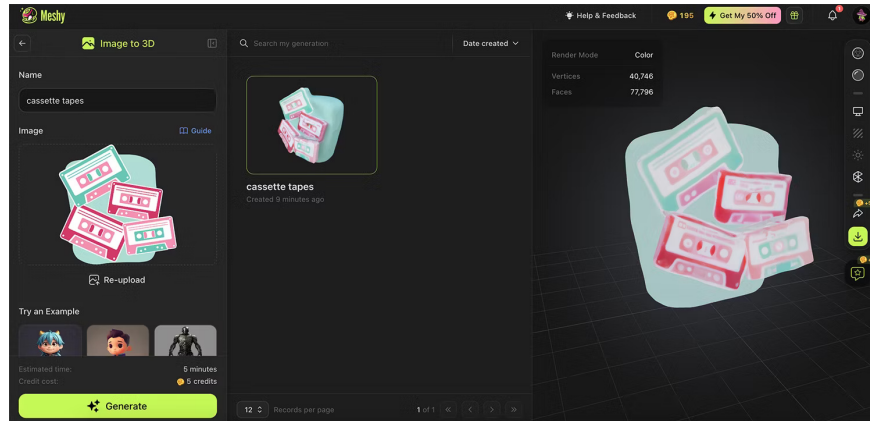 Meshy
Help & Feedback
195
Get My 50% Off
Image to 3D
Search my generation
Date created
Name
cassette tapes
Image
Guide
Re-upload
Try an Example
Estimated time:
5 minutes
Credit cost:
5 credits
Generate
cassette tapes
Created 9 minutes ago
12
Records per page
1 of 1
Render Mode
Color
Vertices
40,746
Faces
77,796